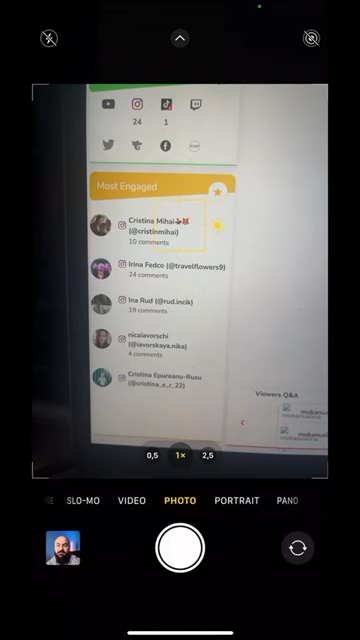 24
1
Most Engaged
Cristina Mihai
(@cristinmihai)
10 comments
Irina Fedco (@travelflowers9)
24 comments
Ina Rud (@rud.incik)
19 comments
nicaiavorschi
(@iavorskaya.nika)
4 comments
Cristina Epureanu-Rusu
(@cristina_e_r_22)
Viewers Q&A
mokanualina
mokanualina
0,5
1×
2,5
SLO-MO
VIDEO
PHOTO
PORTRAIT
PANO